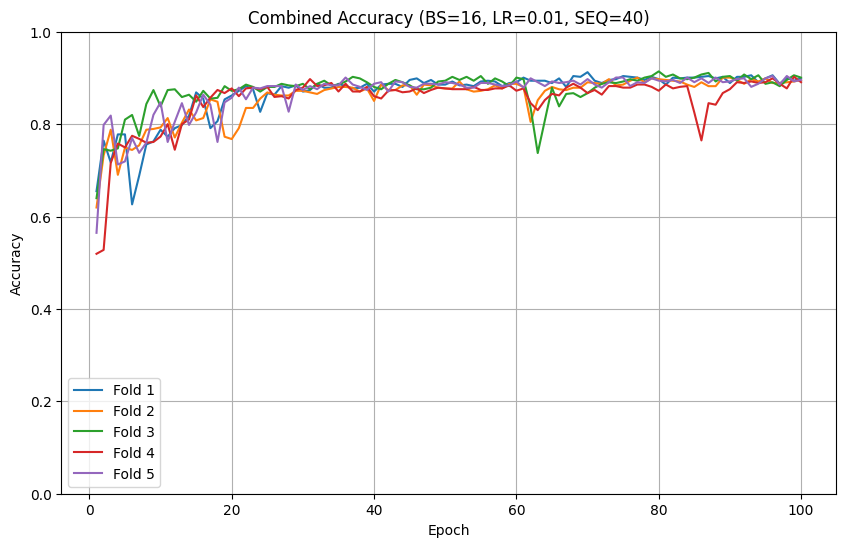 Combined Accuracy (BS=16, LR=0.01, SEQ=40)
1.0
0.8
0.6
0.4
0.2
0.0
Accuracy
Fold 1
Fold 2
Fold 3
Fold 4
Fold 5
0 20 40 60 80 100
Epoch